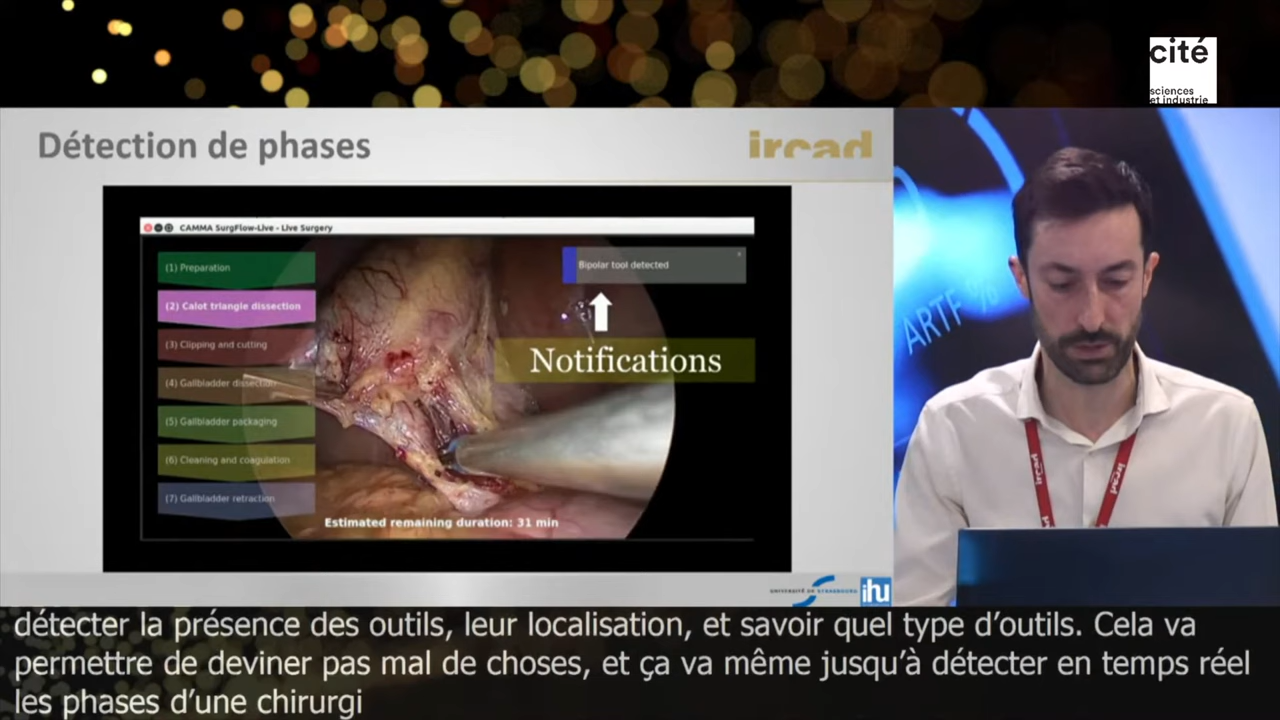 cité
sciences
et industrie
Détection de phases
ircad
CAMMA SurgFlow-Live - Live Surgery
(1) Preparation
Bipolar tool detected
(2) Calot triangle dissection
(3) Clipping and cutting
Notifications
(4) Gallbladder dissection
(5) Gallbladder packaging
(6) Cleaning and coagulation
(7) Gallbladder retraction
Estimated remaining duration: 31 min
UNIVERSITÉ DE STRASBOURG
ihu
ARTF
%
ircad
ircad
détecter la présence des outils, leur localisation, et savoir quel type d’outils. Cela va
permettre de deviner pas mal de choses, et ça va même jusqu’à détecter en temps réel
les phases d’une chirurgi